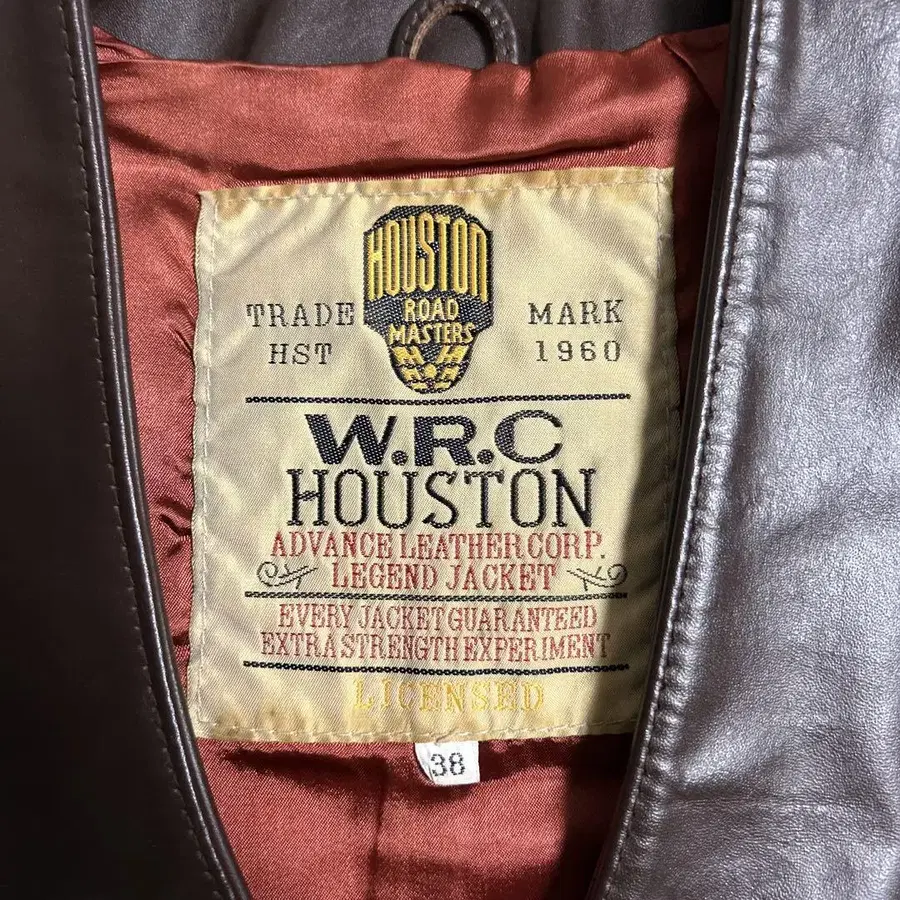 HOUSTON
ROAD
MASTERS
TRADE MARK
HST 1960
W.R.C
HOUSTON
ADVANCE LEATHER CORP.
LEGEND JACKET
EVERY JACKET GUARANTEED
EXTRA STRENGTH EXPERIMENT
LICENSED
38